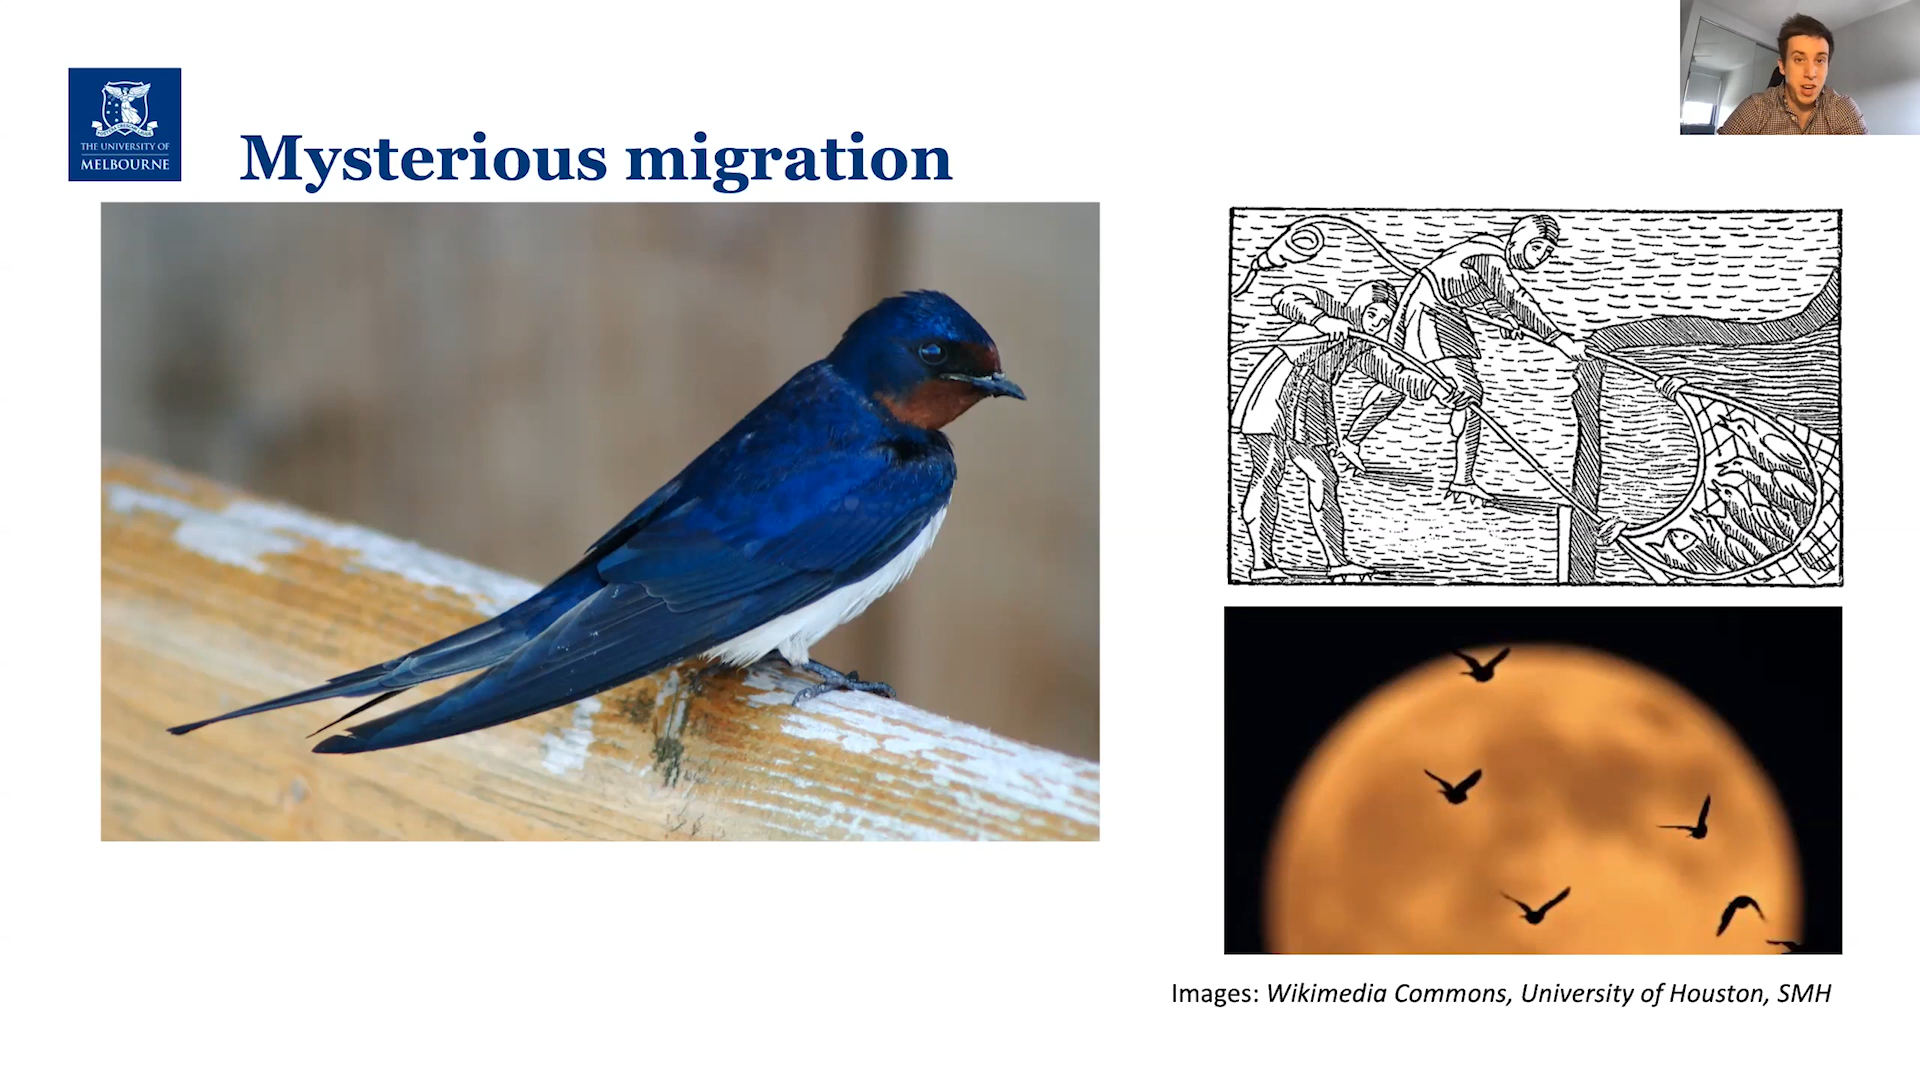 THE UNIVERSITY OF
MELBOURNE
Mysterious migration
Images: Wikimedia Commons, University of Houston, SMH